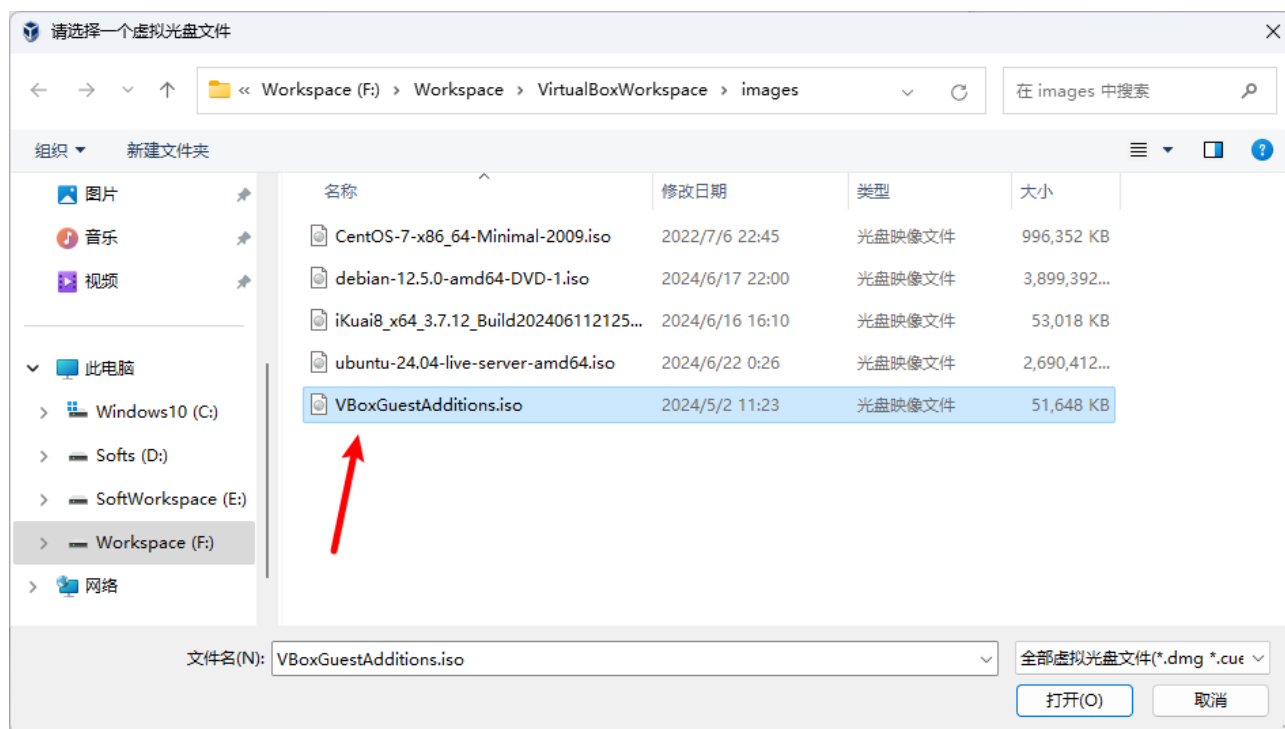 请选择一个虚拟光盘文件
« Workspace (F:) › Workspace › VirtualBoxWorkspace › images
在 images 中搜索
组织 新建文件夹
图片
音乐
视频
此电脑
Windows10 (C:)
Softs (D:)
SoftWorkspace (E:)
Workspace (F:)
网络
名称 修改日期 类型 大小
CentOS-7-x86_64-Minimal-2009.iso 2022/7/6 22:45 光盘映像文件 996,352 KB
debian-12.5.0-amd64-DVD-1.iso 2024/6/17 22:00 光盘映像文件 3,899,392...
iKuai8_x64_3.7.12_Build202406112125... 2024/6/16 16:10 光盘映像文件 53,018 KB
ubuntu-24.04-live-server-amd64.iso 2024/6/22 0:26 光盘映像文件 2,690,412...
VBoxGuestAdditions.iso 2024/5/2 11:23 光盘映像文件 51,648 KB
文件名(N): VBoxGuestAdditions.iso 全部虚拟光盘文件(*.dmg *.cue
打开(O) 取消